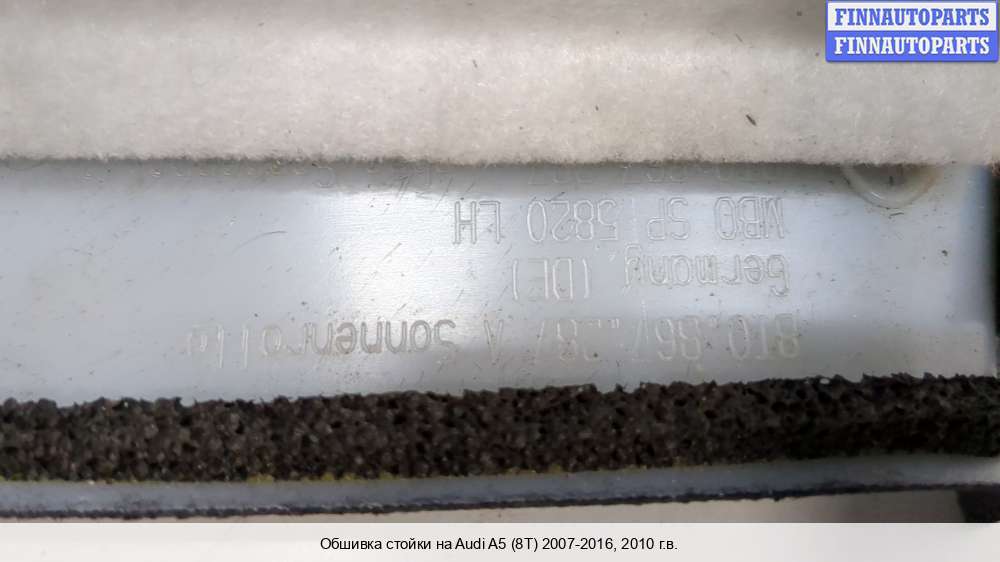 FINNAUTOPARTS
FINNAUTOPARTS
8T0.867 A Sonnenrollo
Germany (DE)
MBO SP 5820 LH
Обшивка стойки на Audi A5 (8T) 2007-2016, 2010 г.в.